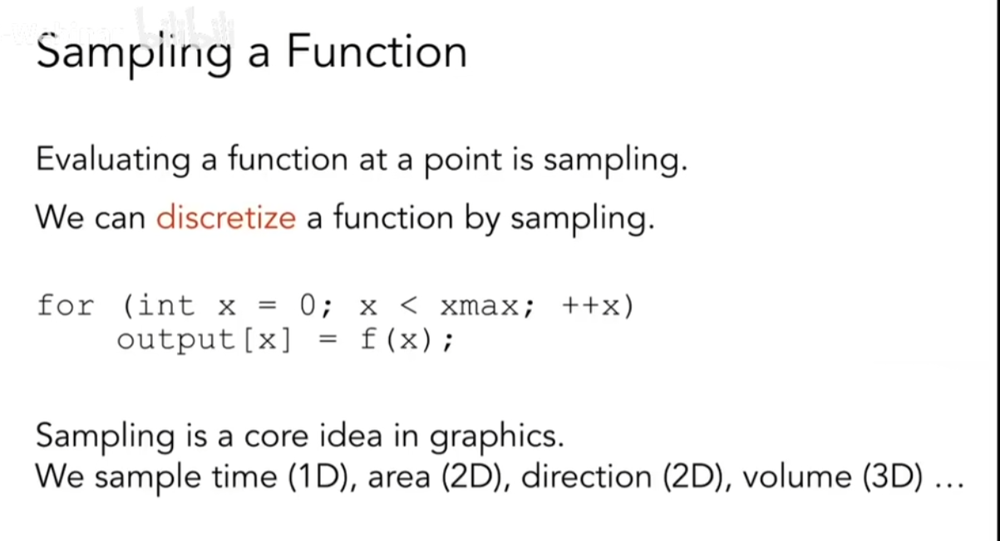 Sampling a Function
bilibili
Evaluating a function at a point is sampling.
We can discretize a function by sampling.
for (int x = 0; x < xmax; ++x)
output[x] = f(x);
Sampling is a core idea in graphics.
We sample time (1D), area (2D), direction (2D), volume (3D) ...